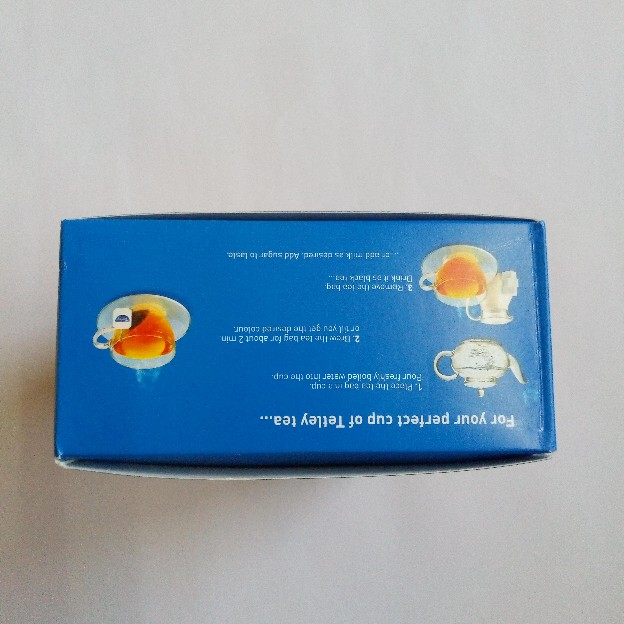 For your perfect cup of Tetley tea...
1. Place the tea bag in a cup.
Pour freshly boiled water into the cup.
2. Brew the tea bag for about 2 min.
or till you get the desired colour.
3. Remove the tea bag.
Drink it as black tea...
...or add milk as desired. Add sugar to taste.